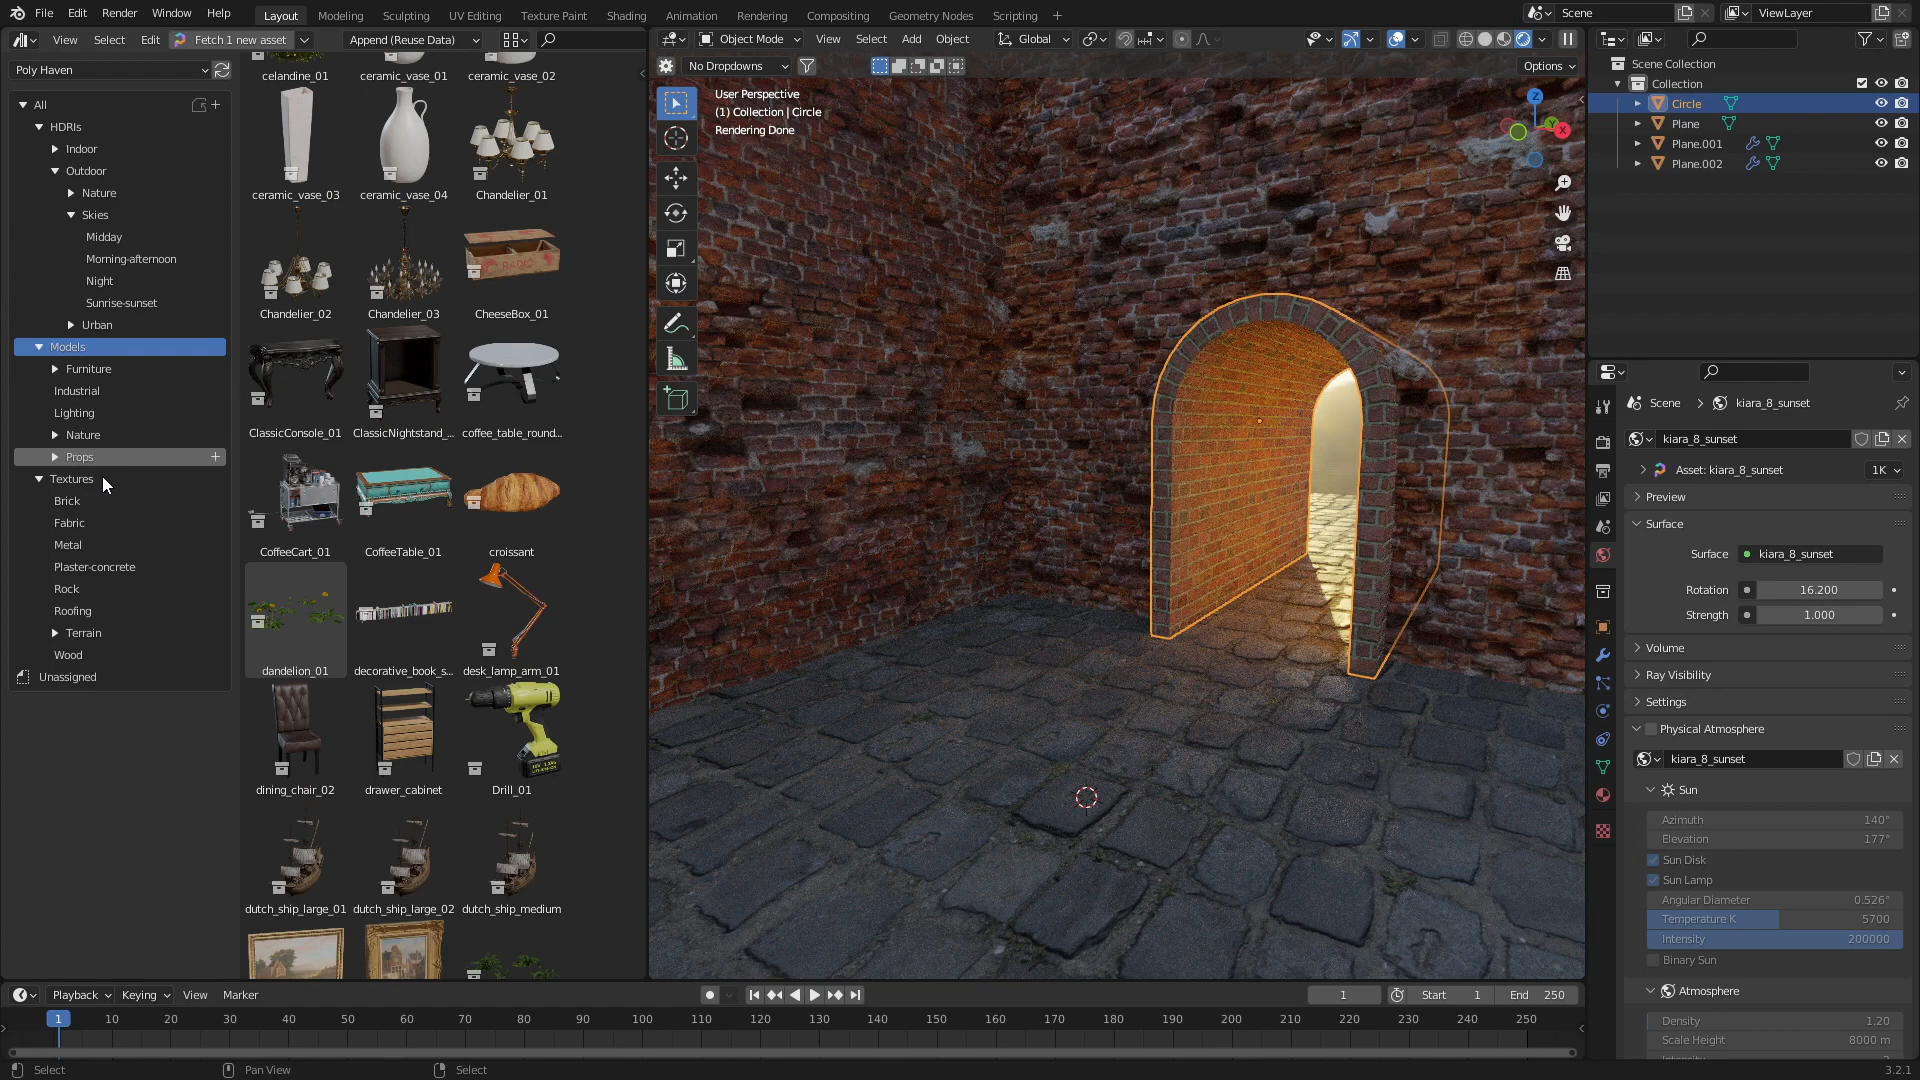 File Edit Render Window Help Layout Modeling Sculpting UV Editing Texture Paint Shading Animation Rendering Compositing Geometry Nodes Scripting + Scene ViewLayer
View Select Edit Fetch 1 new asset Append (Reuse Data)
Object Mode View Select Add Object Global
Poly Haven
No Dropdowns Options
All
HDRIs
Indoor
Outdoor
Nature
Skies
Midday
Morning-afternoon
Night
Sunrise-sunset
Urban
Models
Furniture
Industrial
Lighting
Nature
Props
Textures
Brick
Fabric
Metal
Plaster-concrete
Rock
Roofing
Terrain
Wood
Unassigned
celandine_01 ceramic_vase_01 ceramic_vase_02
ceramic_vase_03 ceramic_vase_04 Chandelier_01
Chandelier_02 Chandelier_03 CheeseBox_01
ClassicConsole_01 ClassicNightstand_... coffee_table_round...
CoffeeCart_01 CoffeeTable_01 croissant
dandelion_01 decorative_book_s... desk_lamp_arm_01
dining_chair_02 drawer_cabinet Drill_01
dutch_ship_large_01 dutch_ship_large_02 dutch_ship_medium
User Perspective
(1) Collection | Circle
Rendering Done
Z
Y
X
Scene Collection
Collection
Circle
Plane
Plane.001
Plane.002
Scene > kiara_8_sunset
kiara_8_sunset
Asset: kiara_8_sunset 1K
Preview
Surface
Surface kiara_8_sunset
Rotation 16.200
Strength 1.000
Volume
Ray Visibility
Settings
Physical Atmosphere
kiara_8_sunset
Sun
Azimuth 140°
Elevation 177°
Sun Disk
Sun Lamp
Angular Diameter 0.526°
Temperature K 5700
Intensity 200000
Binary Sun
Atmosphere
Density 1.20
Scale Height 8000 m
Playback Keying View Marker 1 Start 1 End 250
1 10 20 30 40 50 60 70 80 90 100 110 120 130 140 150 160 170 180 190 200 210 220 230 240 250
Select Pan View Select 3.2.1